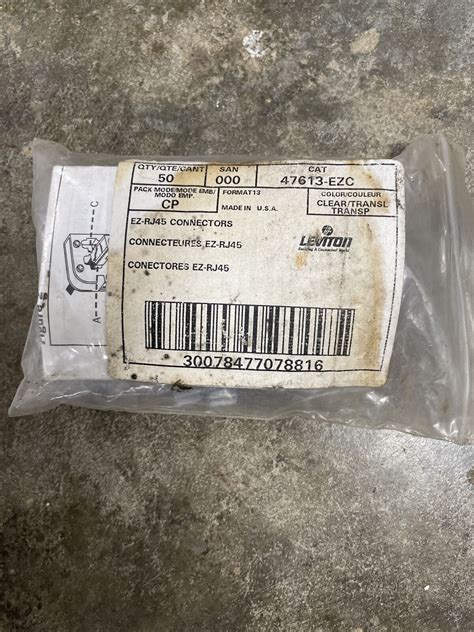 QTY/QTE/CANT SAN CAT
50 000 47613-EZC
PACK MODE/MODE EMB/
MODO EMP. FORMAT13 COLOR/COULEUR
CP MADE IN U.S.A. CLEAR/TRANSL
TRANSP
EZ-RJ45 CONNECTORS
LEVITON
CONNECTEURES EZ-RJ45
CONECTORES EZ-RJ45
30078477078816
A
C